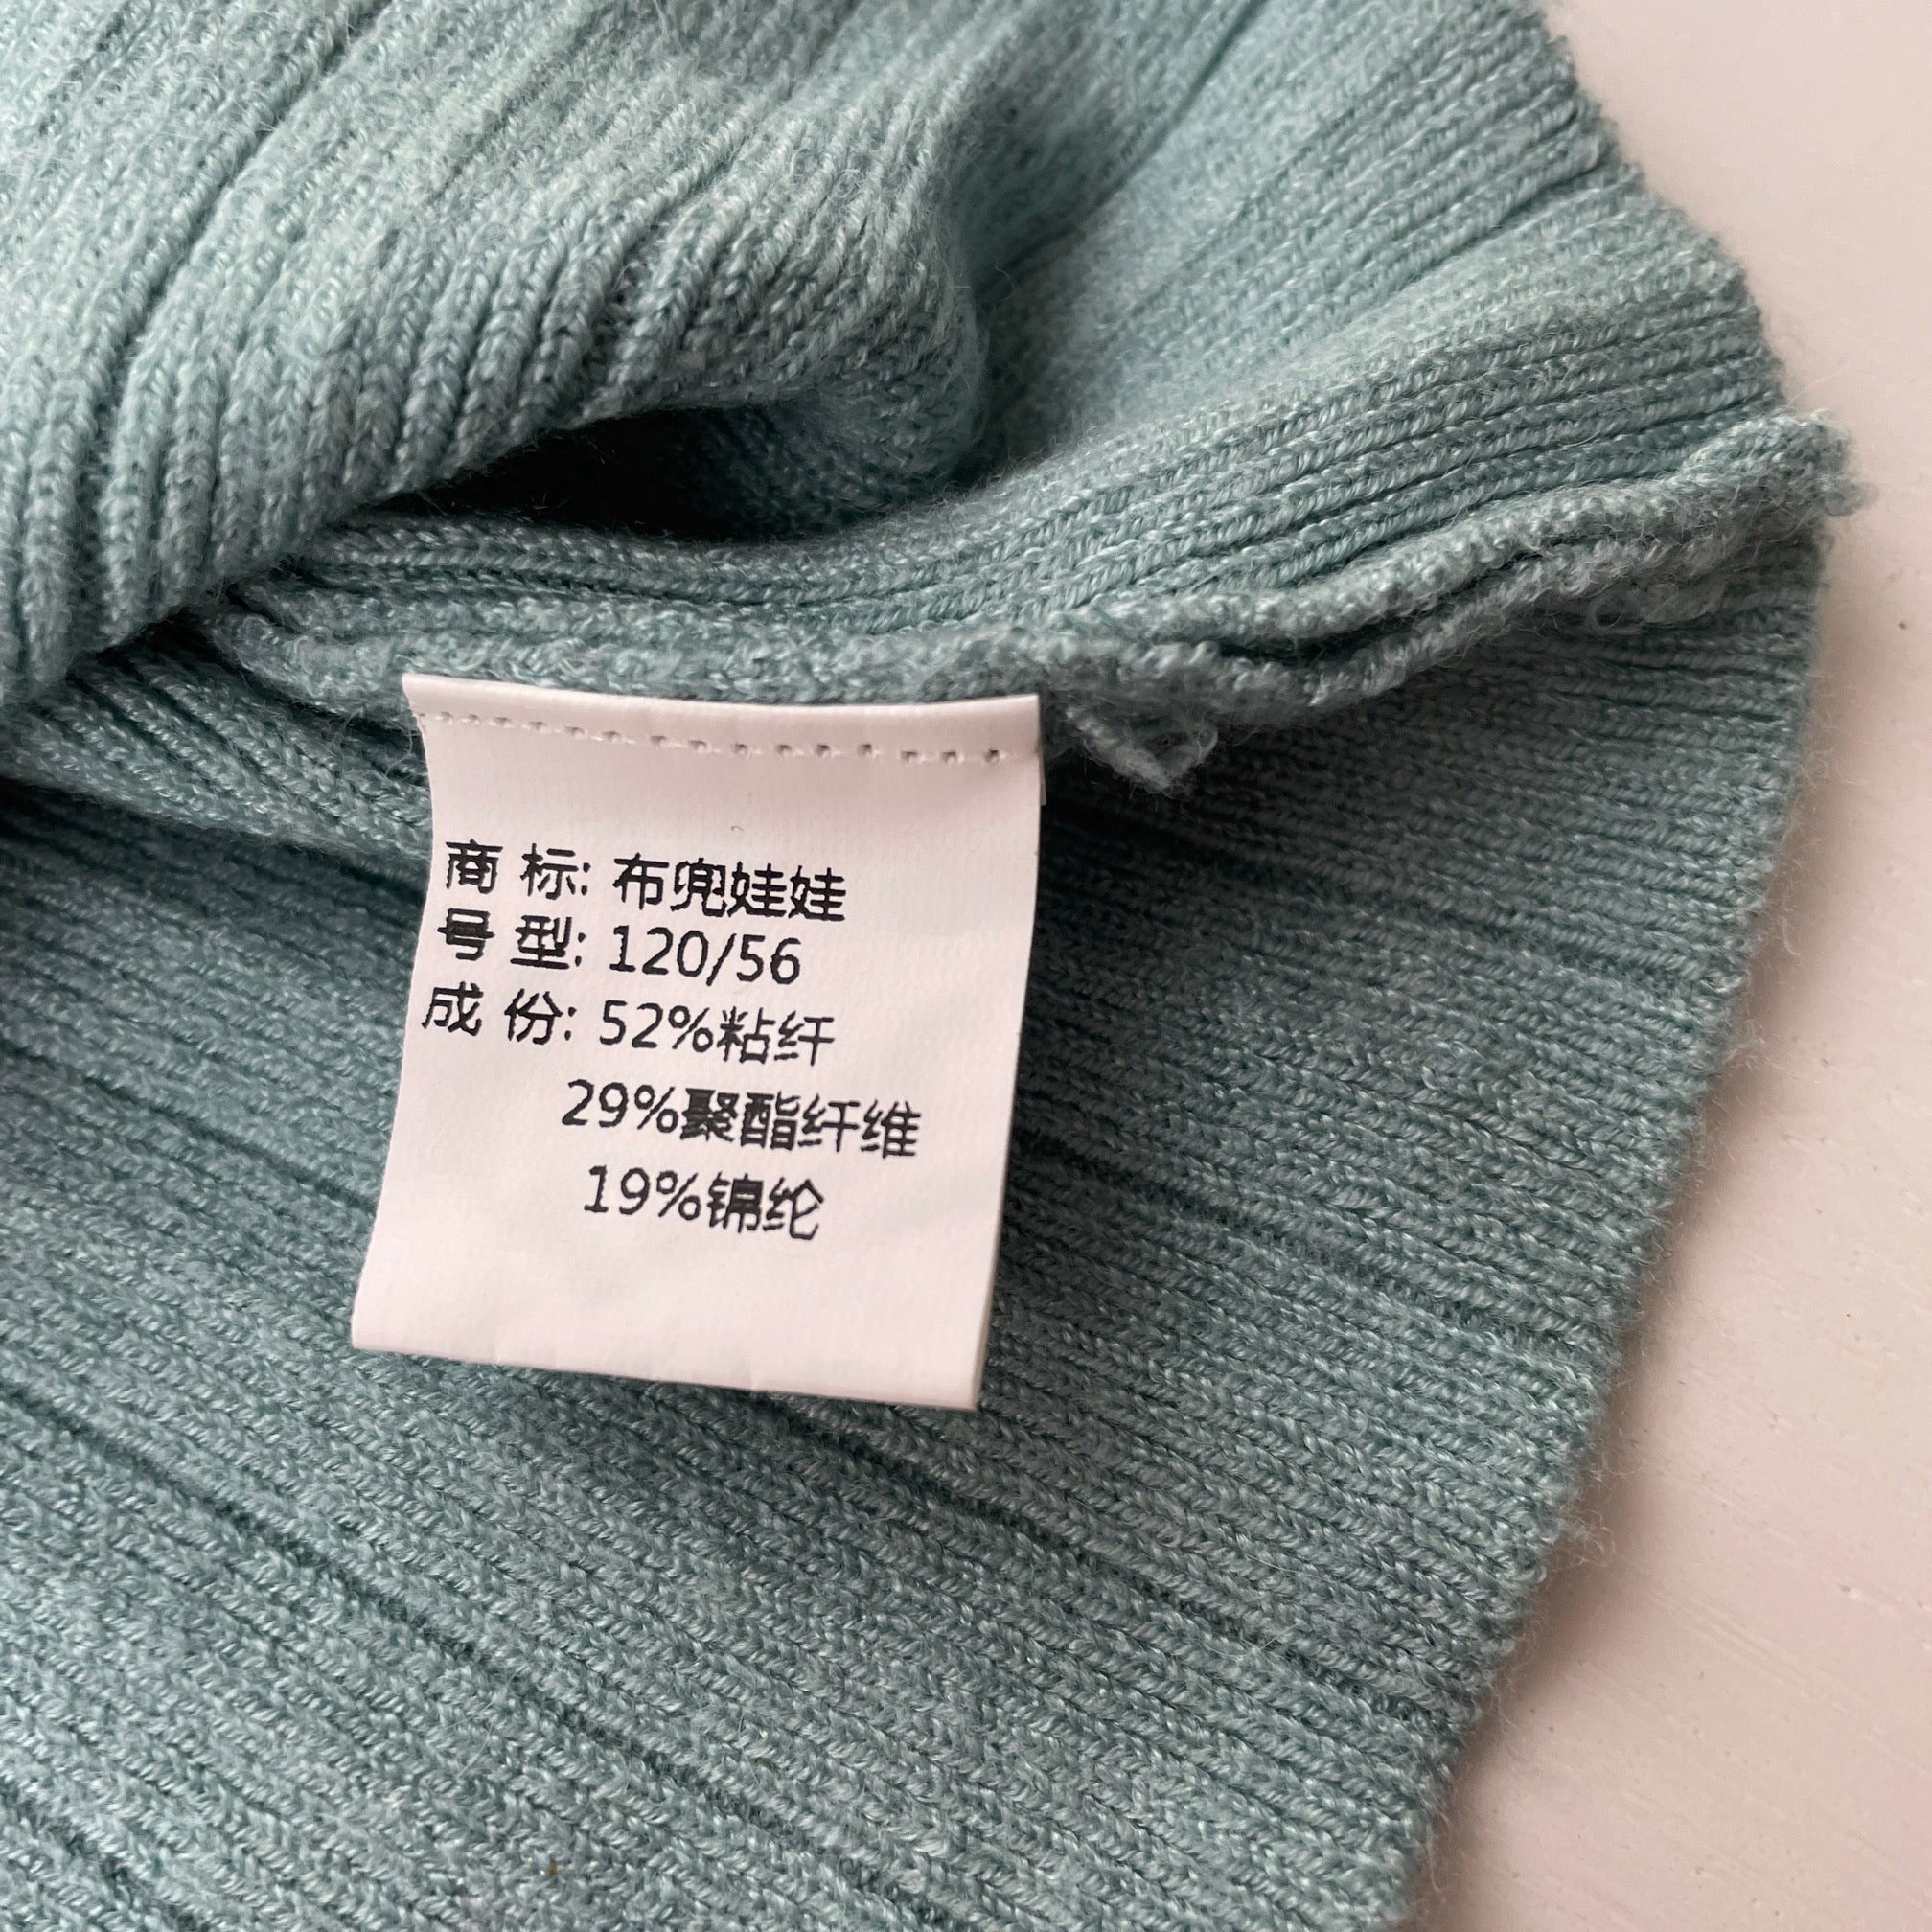 商 标: 布兜娃娃
号 型: 120/56
成 份: 52%粘纤
29%聚酯纤维
19%锦纶